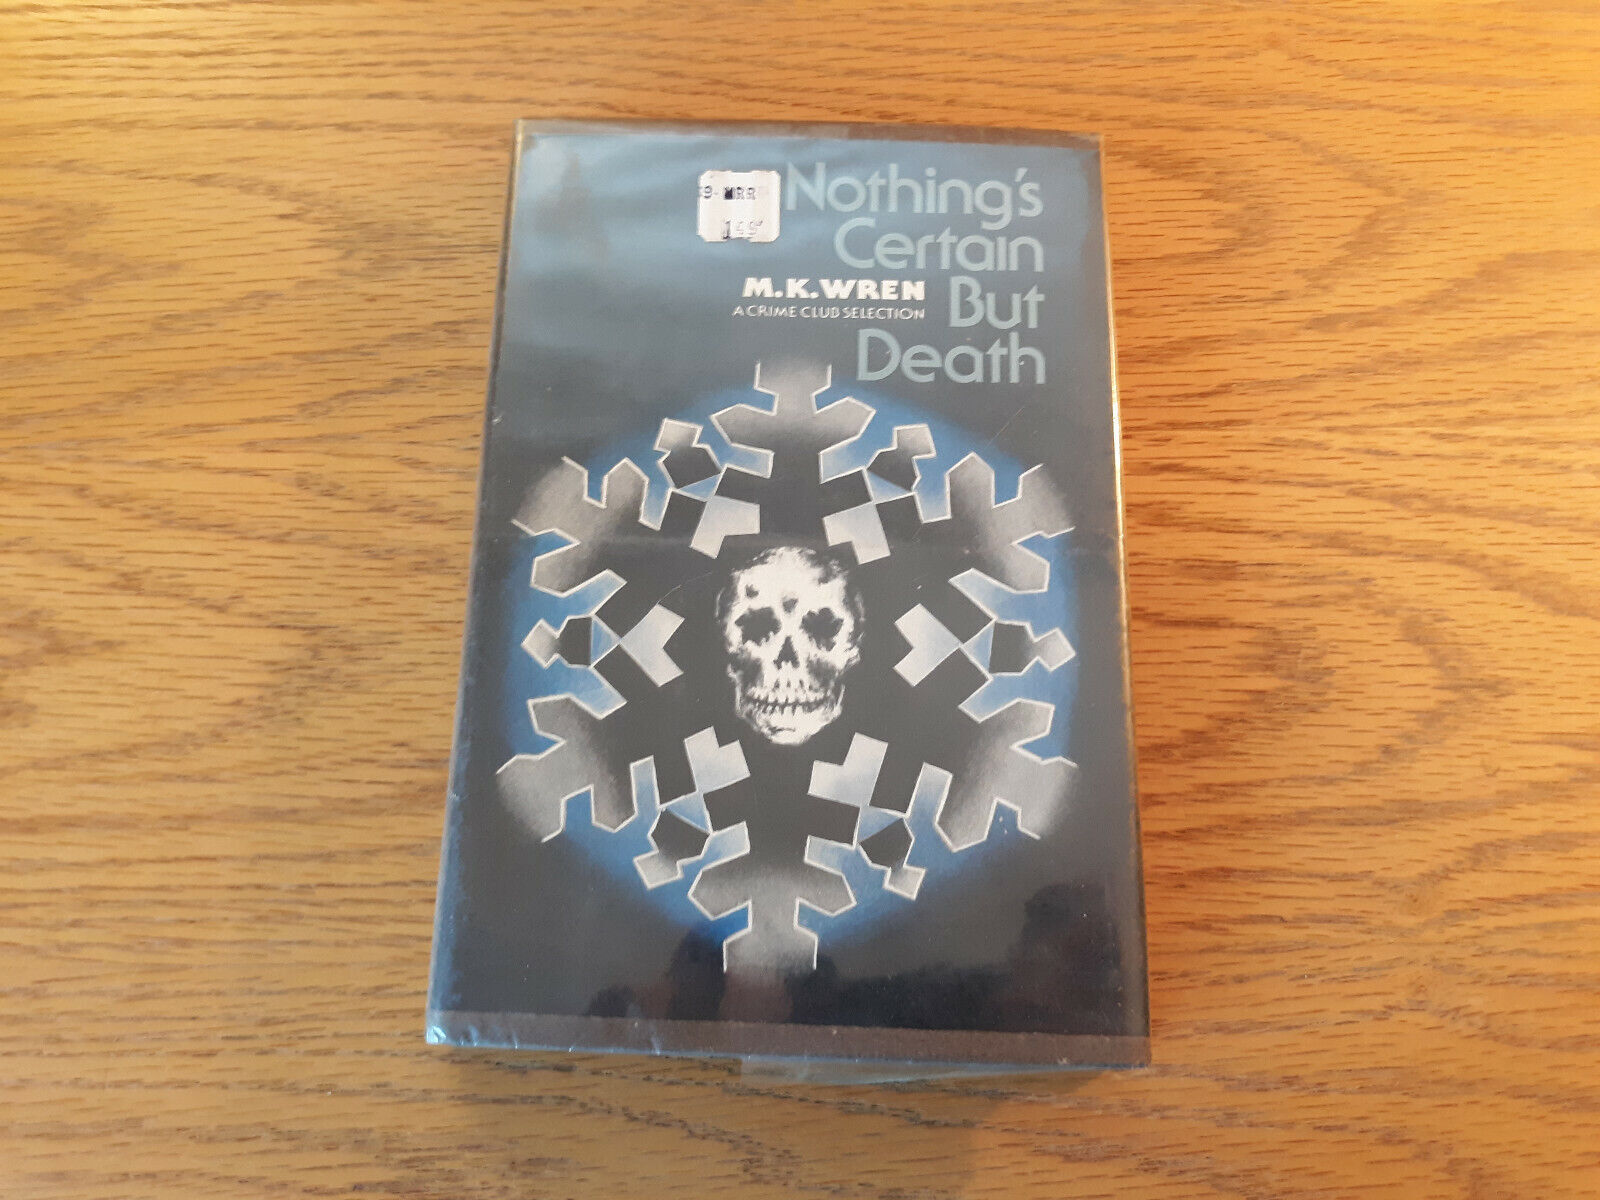 Nothing's
Certain
But
Death
M.K.WREN
A CRIME CLUB SELECTION